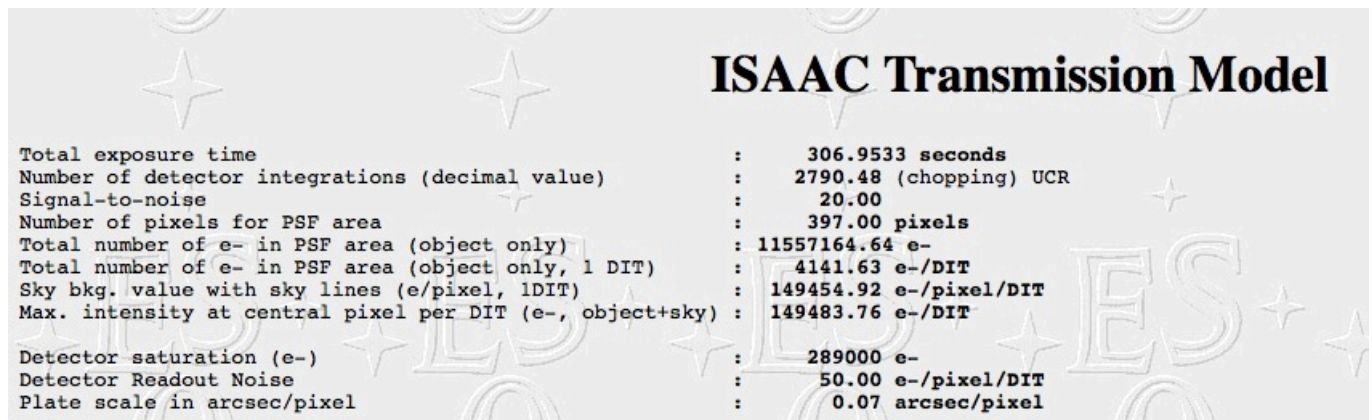 ISAAC Transmission Model
Total exposure time : 306.9533 seconds
Number of detector integrations (decimal value) : 2790.48 (chopping) UCR
Signal-to-noise : 20.00
Number of pixels for PSF area : 397.00 pixels
Total number of e- in PSF area (object only) : 11557164.64 e-
Total number of e- in PSF area (object only, 1 DIT) : 4141.63 e-/DIT
Sky bkg. value with sky lines (e/pixel, 1DIT) : 149454.92 e-/pixel/DIT
Max. intensity at central pixel per DIT (e-, object+sky) : 149483.76 e-/DIT
Detector saturation (e-) : 289000 e-
Detector Readout Noise : 50.00 e-/pixel/DIT
Plate scale in arcsec/pixel : 0.07 arcsec/pixel